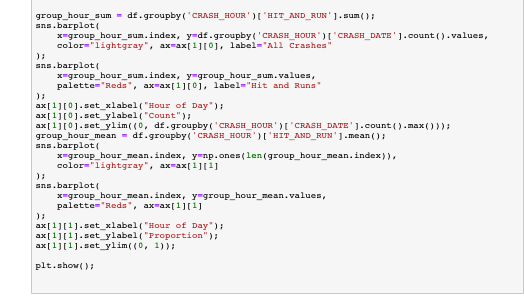 group_hour_sum = df.groupby('CRASH_HOUR')['HIT_AND_RUN'].sum();
sns.barplot(
    x=group_hour_sum.index, y=df.groupby('CRASH_HOUR')['CRASH_DATE'].count().values,
    color="lightgray", ax=ax[1][0], label="All Crashes"
);
sns.barplot(
    x=group_hour_sum.index, y=group_hour_sum.values,
    palette="Reds", ax=ax[1][0], label="Hit and Runs"
);
ax[1][0].set_xlabel("Hour of Day");
ax[1][0].set_ylabel("Count");
ax[1][0].set_ylim((0, df.groupby('CRASH_HOUR')['CRASH_DATE'].count().max()));
group_hour_mean = df.groupby('CRASH_HOUR')['HIT_AND_RUN'].mean();
sns.barplot(
    x=group_hour_mean.index, y=np.ones(len(group_hour_mean.index)),
    color="lightgray", ax=ax[1][1]
);
sns.barplot(
    x=group_hour_mean.index, y=group_hour_mean.values,
    palette="Reds", ax=ax[1][1]
);
ax[1][1].set_xlabel("Hour of Day");
ax[1][1].set_ylabel("Proportion");
ax[1][1].set_ylim((0, 1));

plt.show();